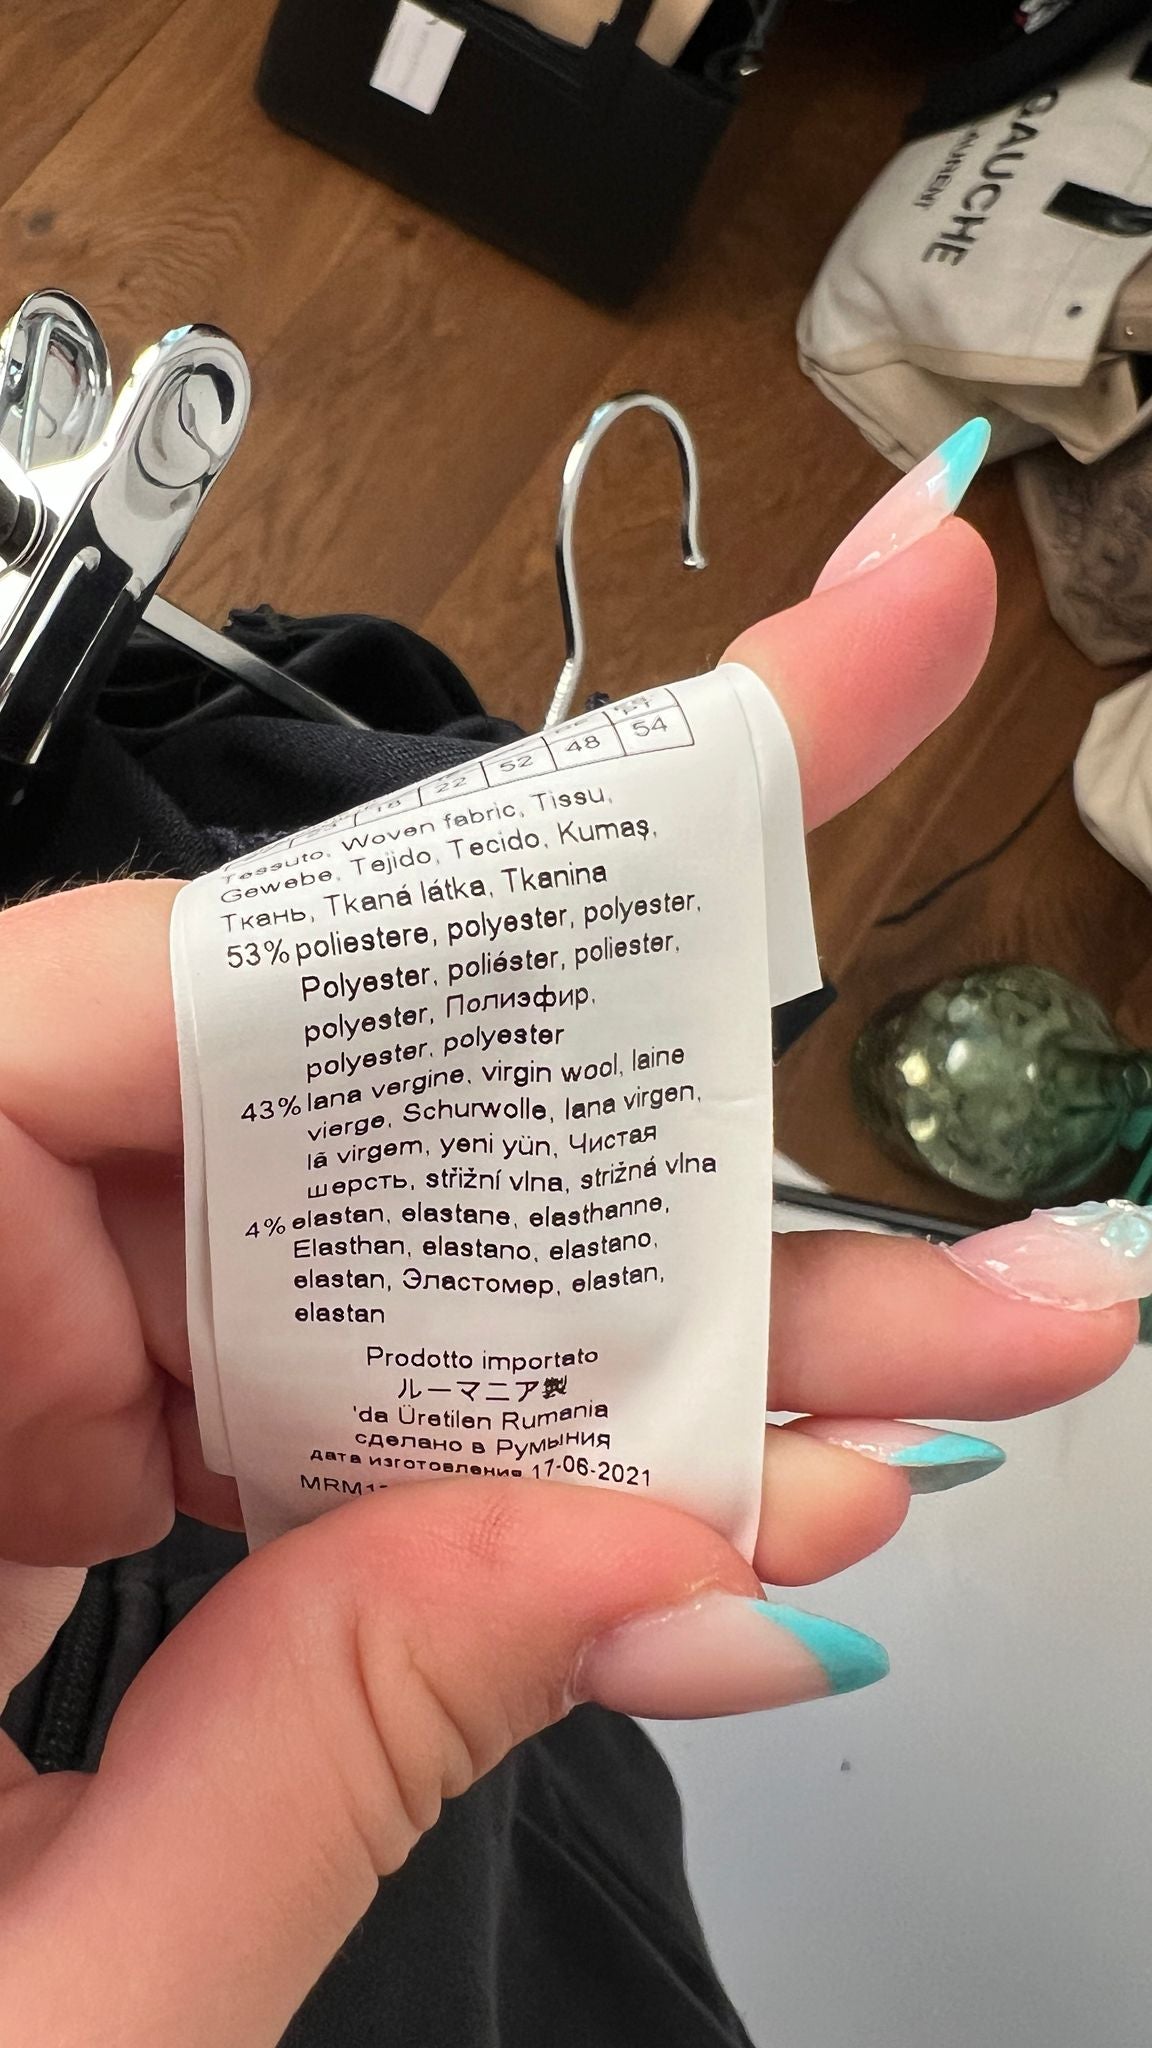 GAUCHE
LAURENT
PT
18 22 52 48 54
Tessuto, Woven fabric, Tissu,
Gewebe, Tejido, Tecido, Kumaş,
Ткань, Tkaná látka, Tkanina
53% poliestere, polyester, polyester,
Polyester, poliéster, poliester,
polyester, Полиэфир,
polyester, polyester
43% lana vergine, virgin wool, laine
vierge, Schurwolle, lana virgen,
lã virgem, yeni yün, Чистая
шерсть, střižní vlna, strižná vlna
4% elastan, elastane, elasthanne,
Elasthan, elastano, elastano,
elastan, Эластомер, elastan,
elastan
Prodotto importato
ルーマニア製
'da Üretilen Rumania
сделано в Румыния
дата изготовления 17-06-2021